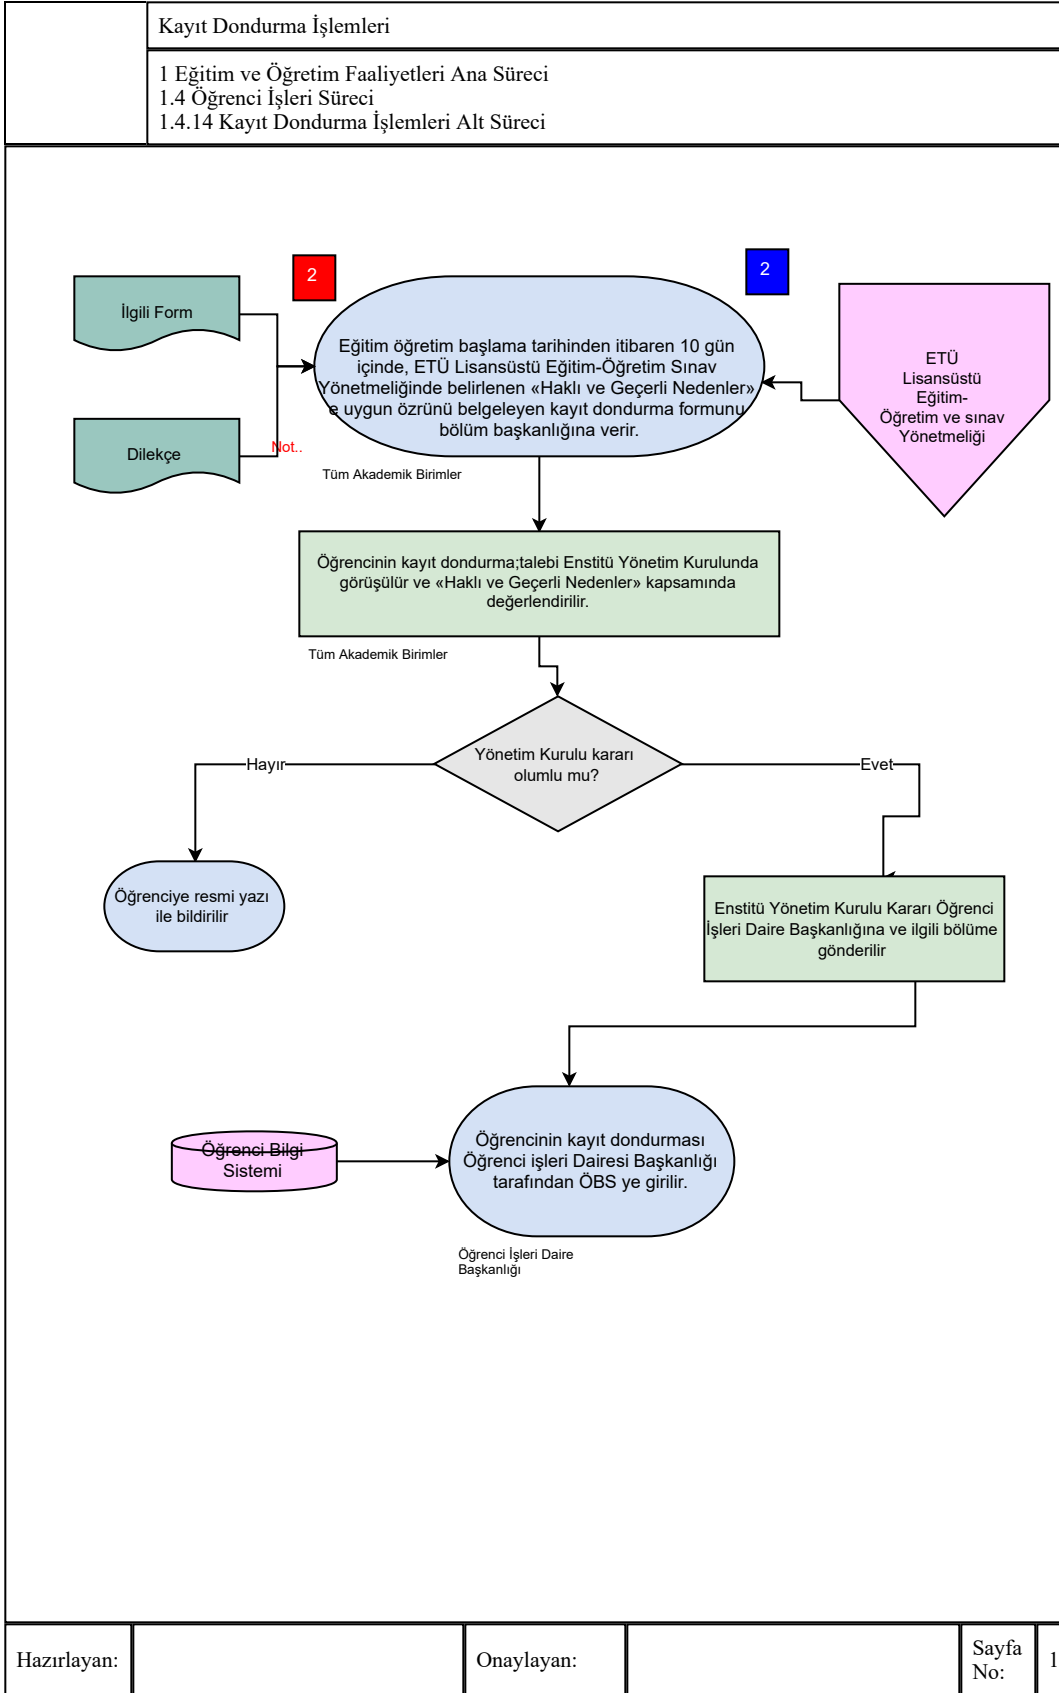 Kayıt Dondurma İşlemleri
1 Eğitim ve Öğretim Faaliyetleri Ana Süreci
1.4 Öğrenci İşleri Süreci
1.4.14 Kayıt Dondurma İşlemleri Alt Süreci
2
2
İlgili Form
Eğitim öğretim başlama tarihinden itibaren 10 gün
içinde, ETÜ Lisansüstü Eğitim-Öğretim Sınav
Yönetmeliğinde belirlenen «Haklı ve Geçerli Nedenler»
e uygun özrünü belgeleyen kayıt dondurma formunu
bölüm başkanlığına verir.
ETÜ
Lisansüstü
Eğitim-
Öğretim ve sınav
Yönetmeliği
Dilekçe
Not..
Tüm Akademik Birimler
Öğrencinin kayıt dondurma;talebi Enstitü Yönetim Kurulunda
görüşülür ve «Haklı ve Geçerli Nedenler» kapsamında
değerlendirilir.
Tüm Akademik Birimler
Yönetim Kurulu kararı
olumlu mu?
Hayır
Evet
Öğrenciye resmi yazı
ile bildirilir
Enstitü Yönetim Kurulu Kararı Öğrenci
İşleri Daire Başkanlığına ve ilgili bölüme
gönderilir
Öğrenci Bilgi
Sistemi
Öğrencinin kayıt dondurması
Öğrenci işleri Dairesi Başkanlığı
tarafından ÖBS ye girilir.
Öğrenci İşleri Daire
Başkanlığı
Hazırlayan:
Onaylayan:
Sayfa
No:
1